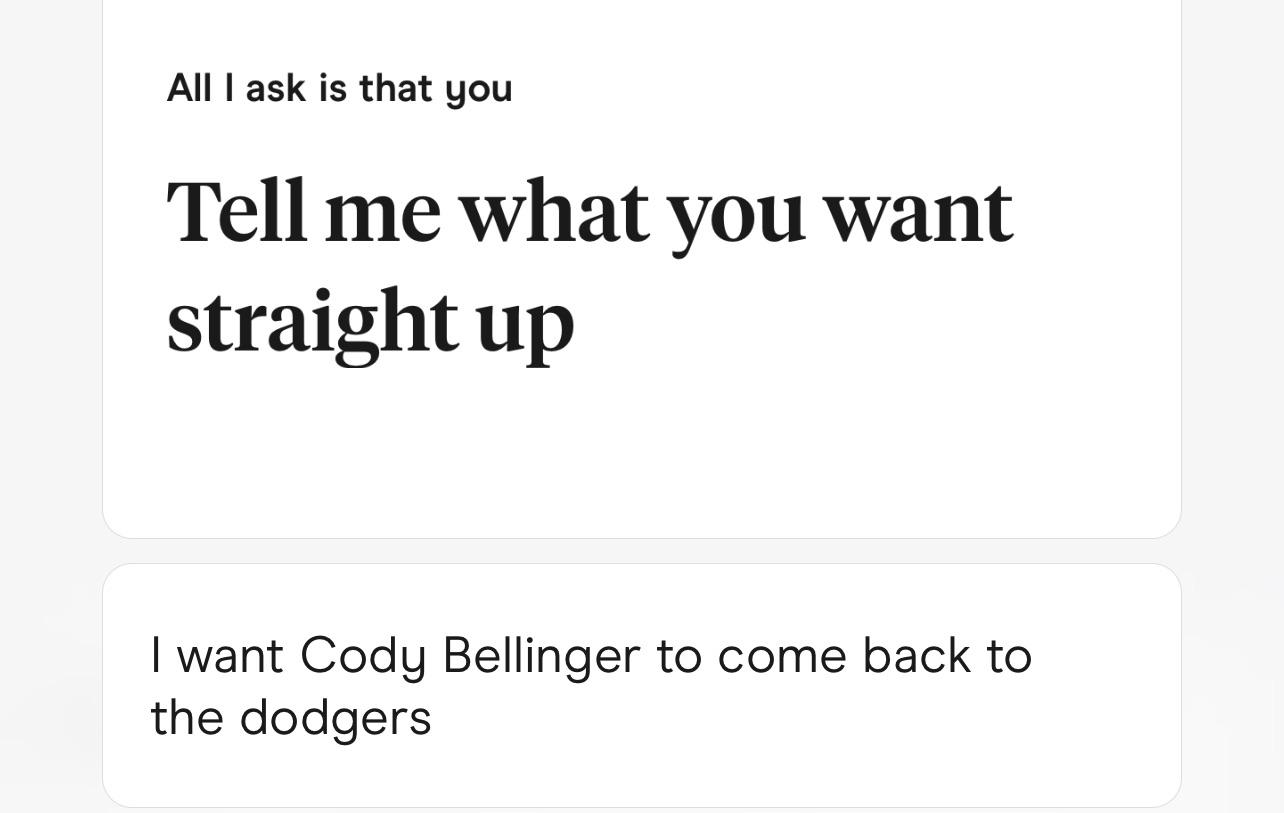 All I ask is that you
Tell me what you want
straight up
I want Cody Bellinger to come back to
the dodgers